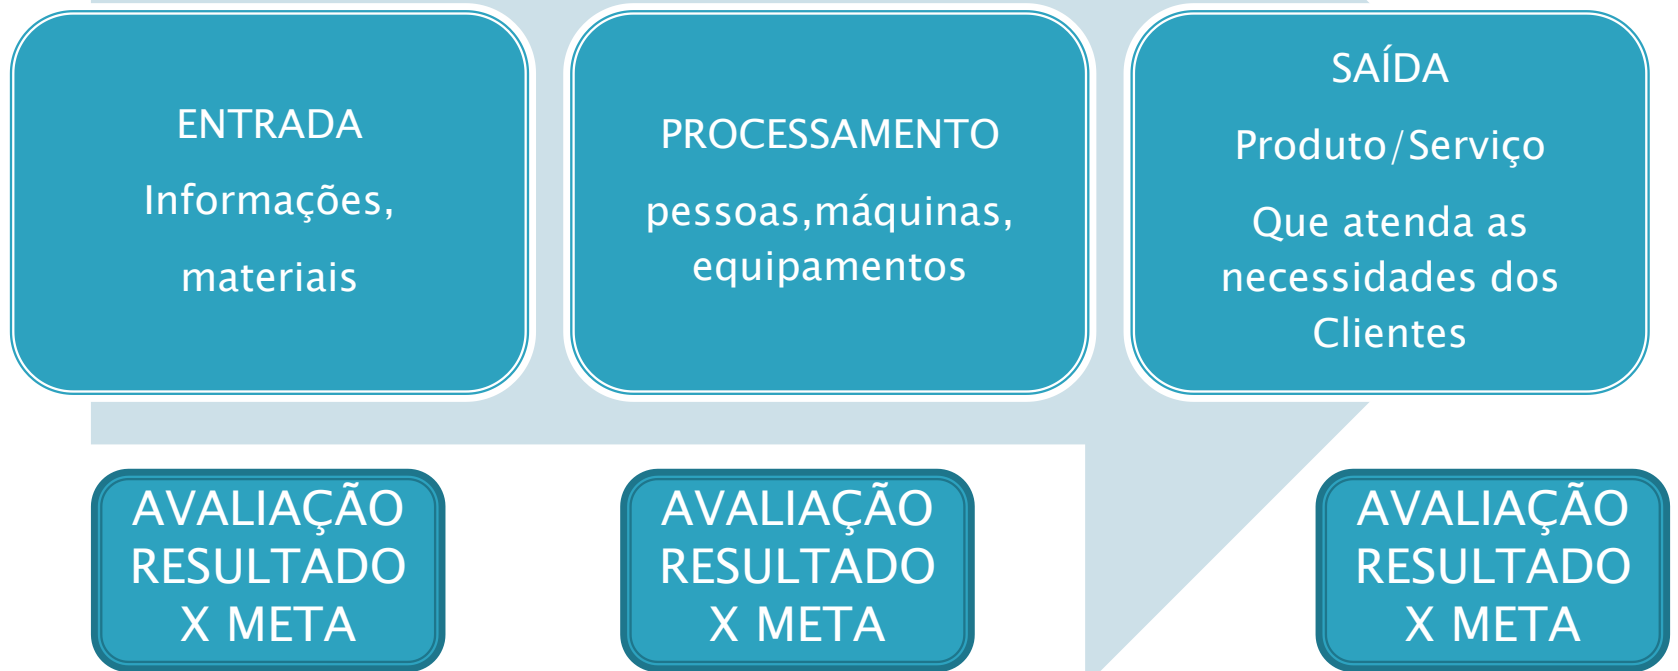 ENTRADA
Informações,
materiais
PROCESSAMENTO
pessoas,máquinas,
equipamentos
SAÍDA
Produto/Serviço
Que atenda as
necessidades dos
Clientes
AVALIAÇÃO
RESULTADO
X META
AVALIAÇÃO
RESULTADO
X META
AVALIAÇÃO
RESULTADO
X META